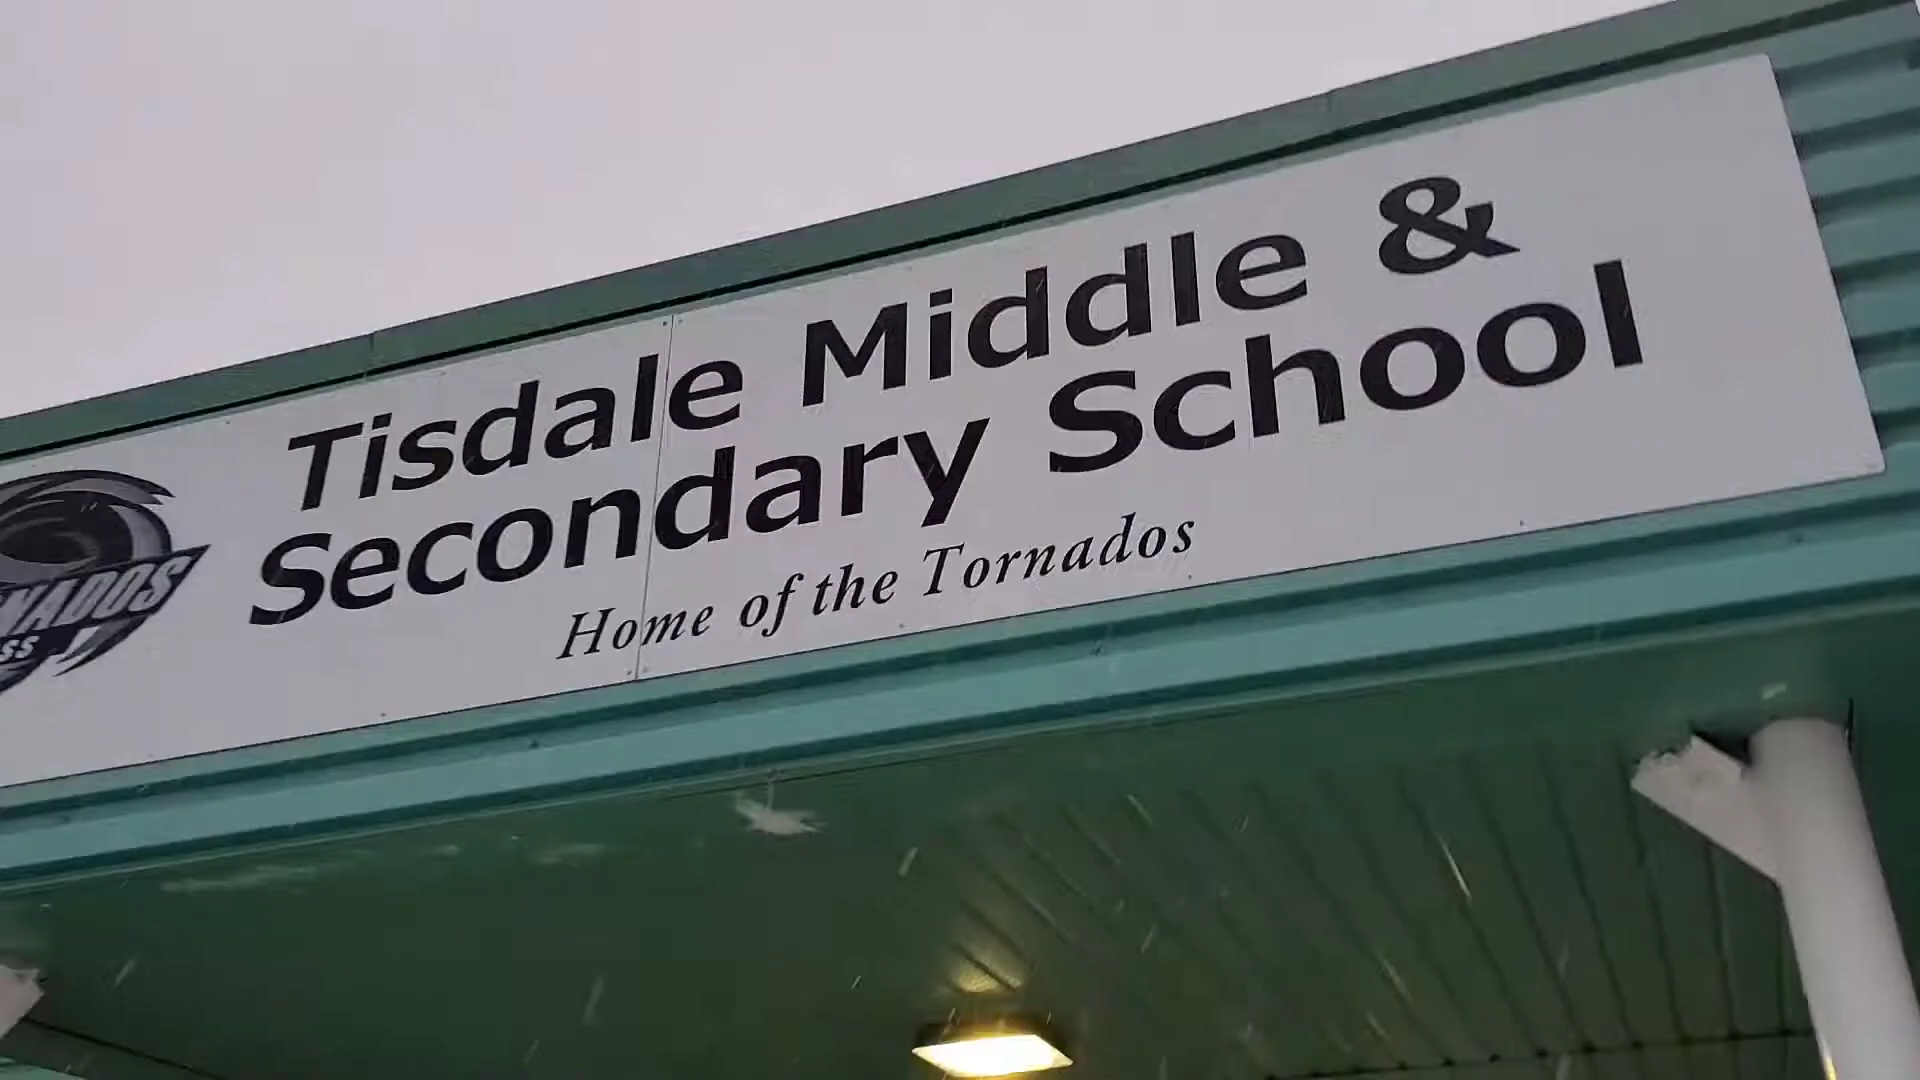 Tisdale Middle &
Secondary School
Home of the Tornados